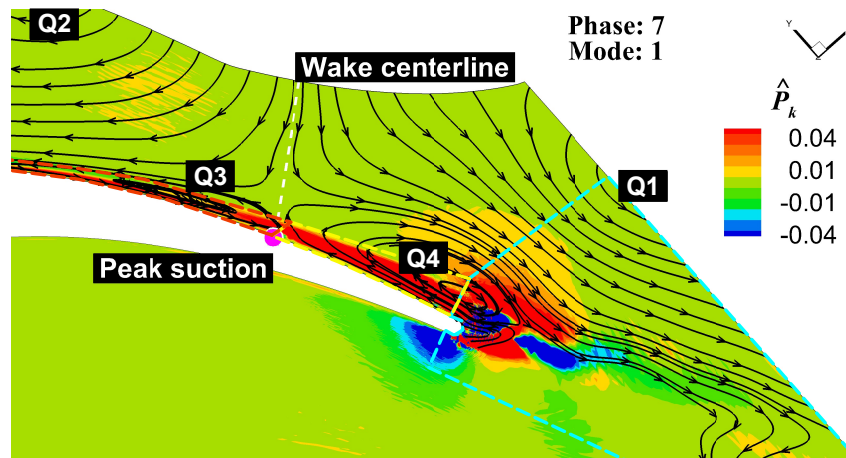 Q2
Phase: 7
Mode: 1
Y
Wake centerline
P̂k
0.04
0.01
-0.01
-0.04
Q3
Q1
Q4
Peak suction